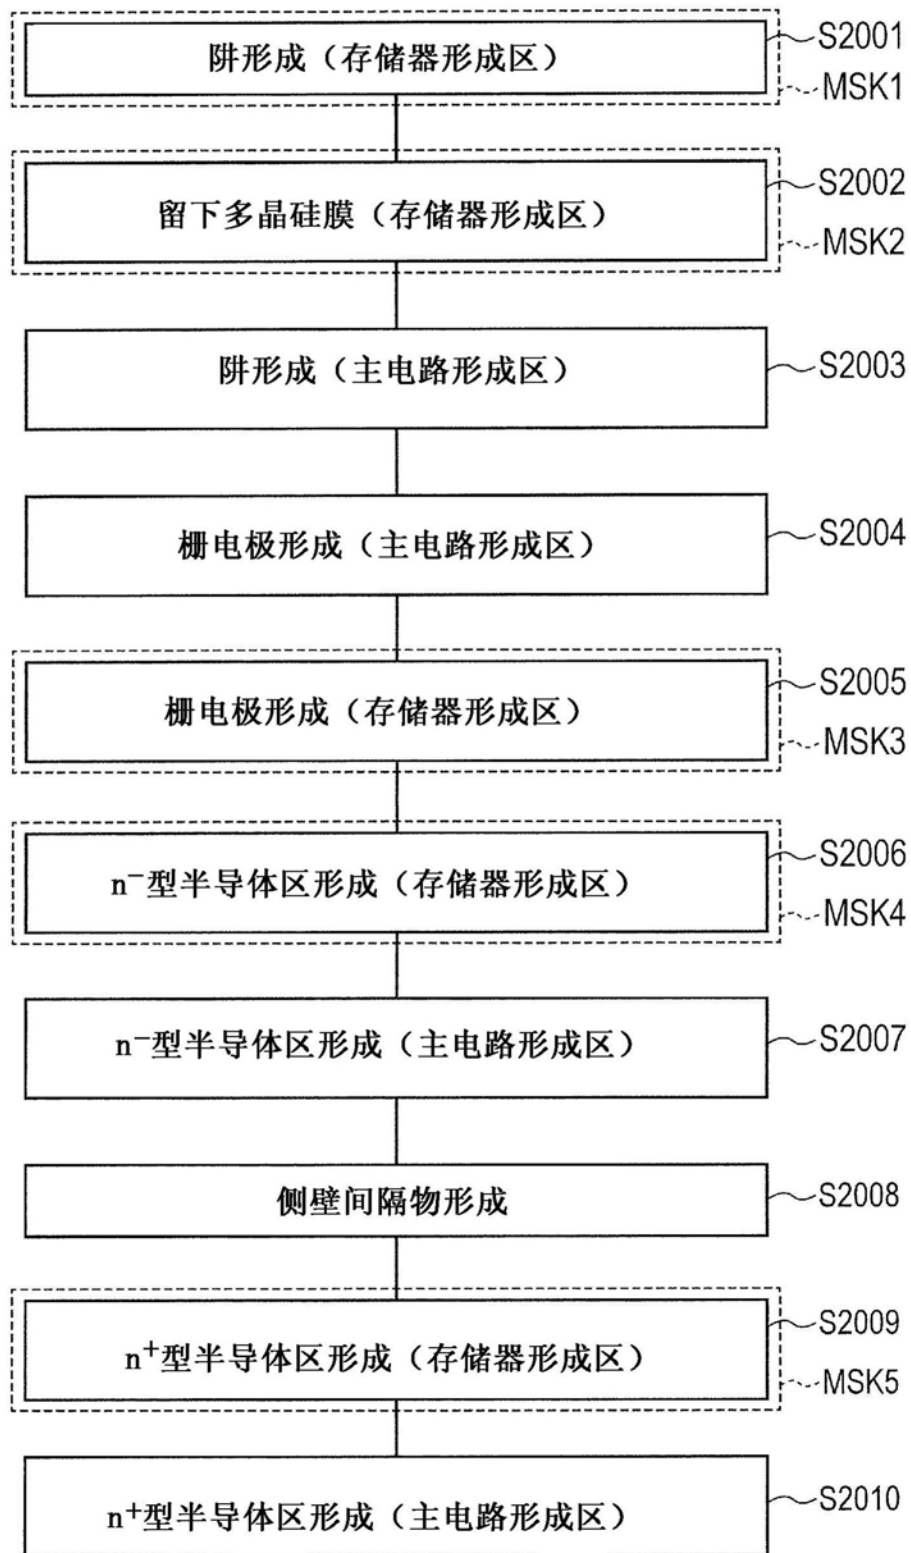 阱形成（存储器形成区）
S2001
MSK1
留下多晶硅膜（存储器形成区）
S2002
MSK2
阱形成（主电路形成区）
S2003
栅电极形成（主电路形成区）
S2004
栅电极形成（存储器形成区）
S2005
MSK3
n⁻型半导体区形成（存储器形成区）
S2006
MSK4
n⁻型半导体区形成（主电路形成区）
S2007
侧壁间隔物形成
S2008
n⁺型半导体区形成（存储器形成区）
S2009
MSK5
n⁺型半导体区形成（主电路形成区）
S2010